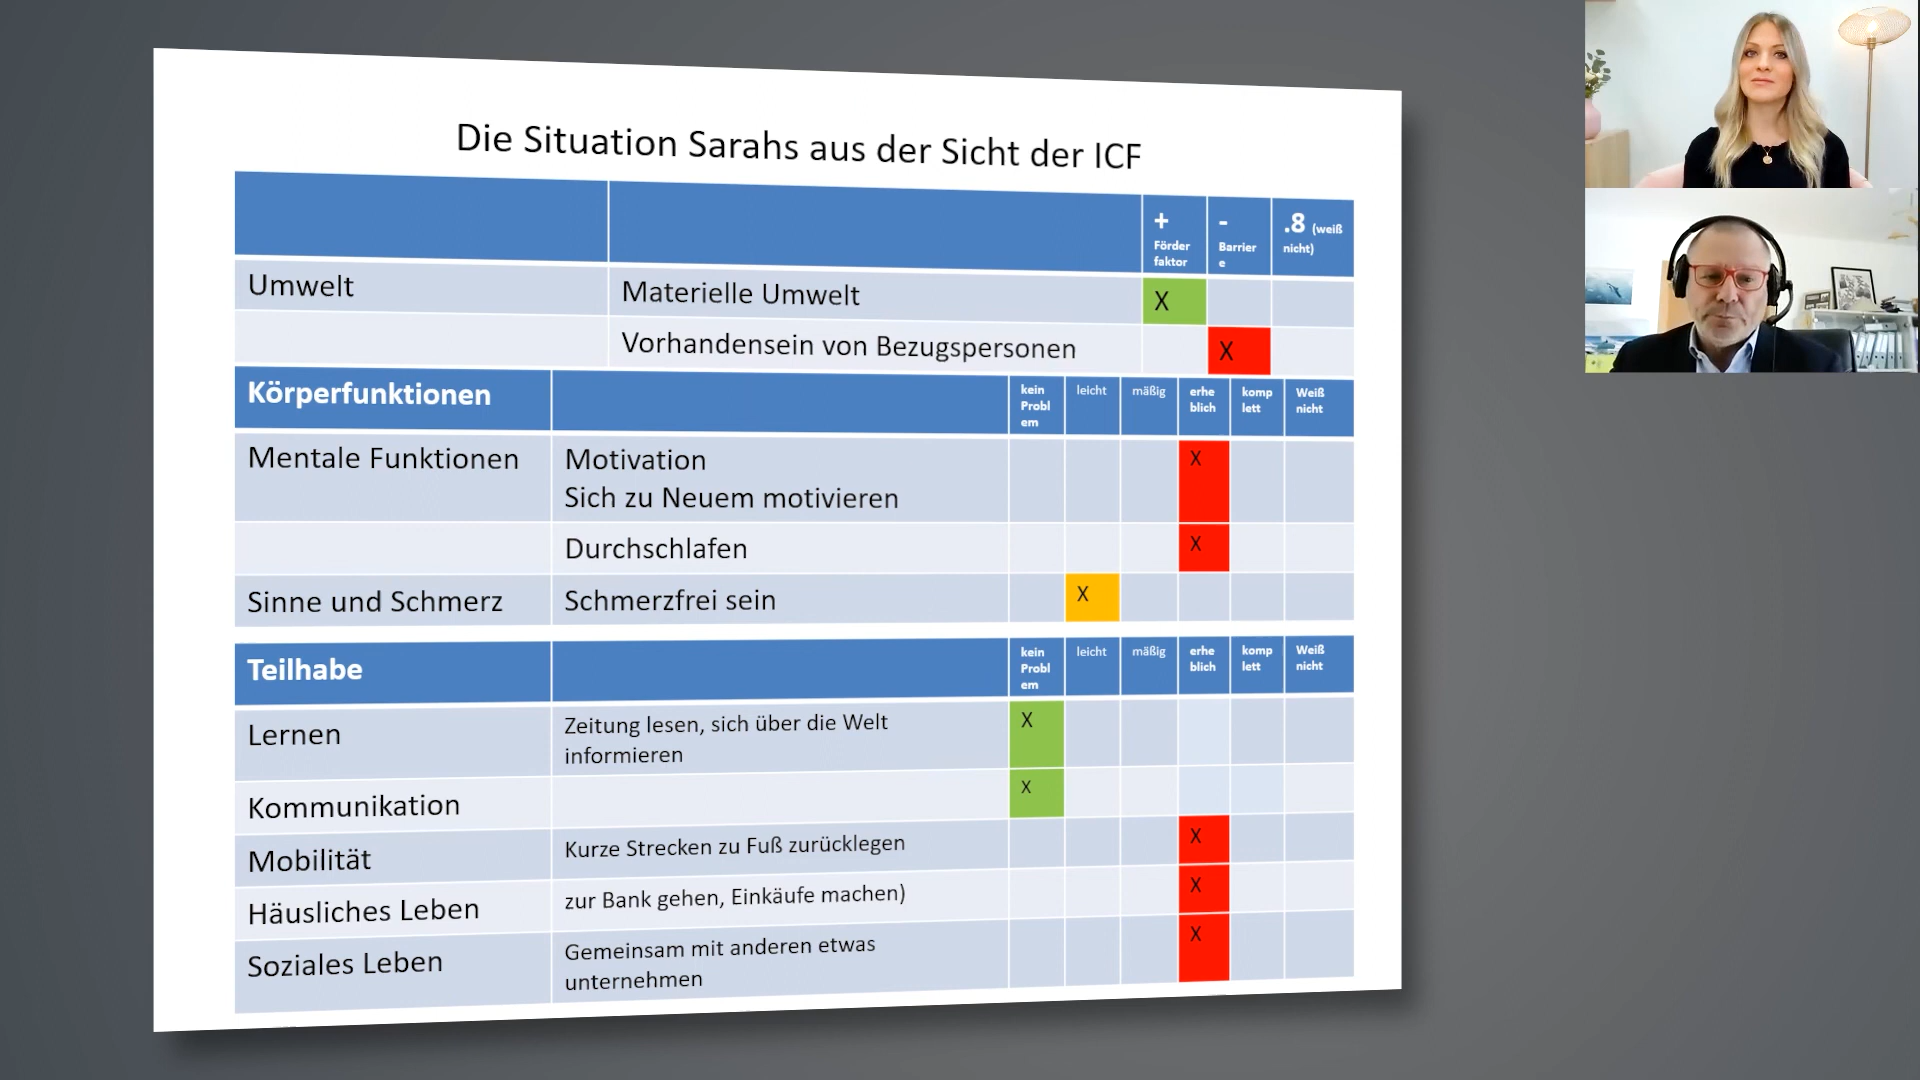 Die Situation Sarahs aus der Sicht der ICF
+ - .8 (weiß
Förder Barrier nicht)
faktor e
Umwelt Materielle Umwelt X
Vorhandensein von Bezugspersonen X
Körperfunktionen kein leicht mäßig erhe komp Weiß
Probl blich lett nicht
em
Mentale Funktionen Motivation X
Sich zu Neuem motivieren
Durchschlafen X
Sinne und Schmerz Schmerzfrei sein X
Teilhabe kein leicht mäßig erhe komp Weiß
Probl blich lett nicht
em
Lernen Zeitung lesen, sich über die Welt X
informieren
Kommunikation X
Mobilität Kurze Strecken zu Fuß zurücklegen X
Häusliches Leben zur Bank gehen, Einkäufe machen) X
Soziales Leben Gemeinsam mit anderen etwas X
unternehmen